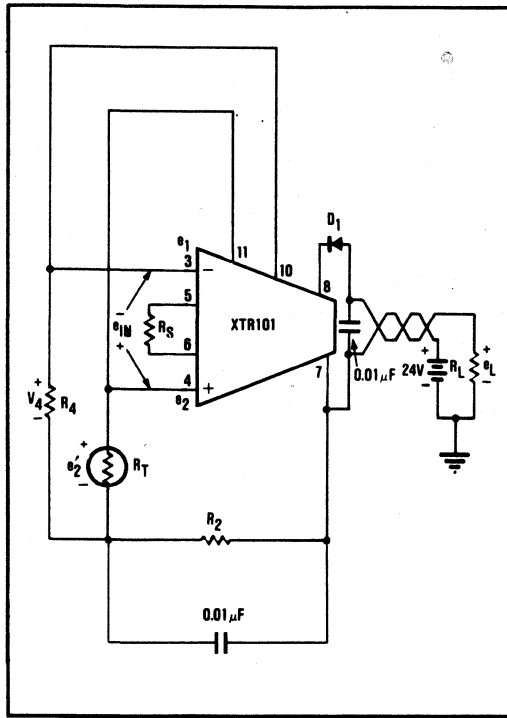 D1
e1
3
−
11
10
8
5
−
eIN
+
RS
XTR101
6
4
+
e2
7
0.01µF
24V
+
−
RL
+
eL
−
+
V4
−
R4
+
e2′
−
RT
R2
0.01µF